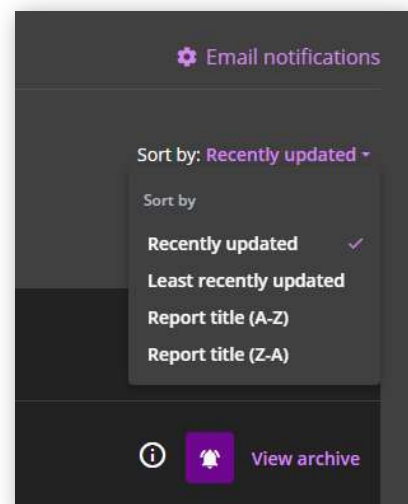 Email notifications
Sort by: Recently updated
Sort by
Recently updated
Least recently updated
Report title (A-Z)
Report title (Z-A)
View archive